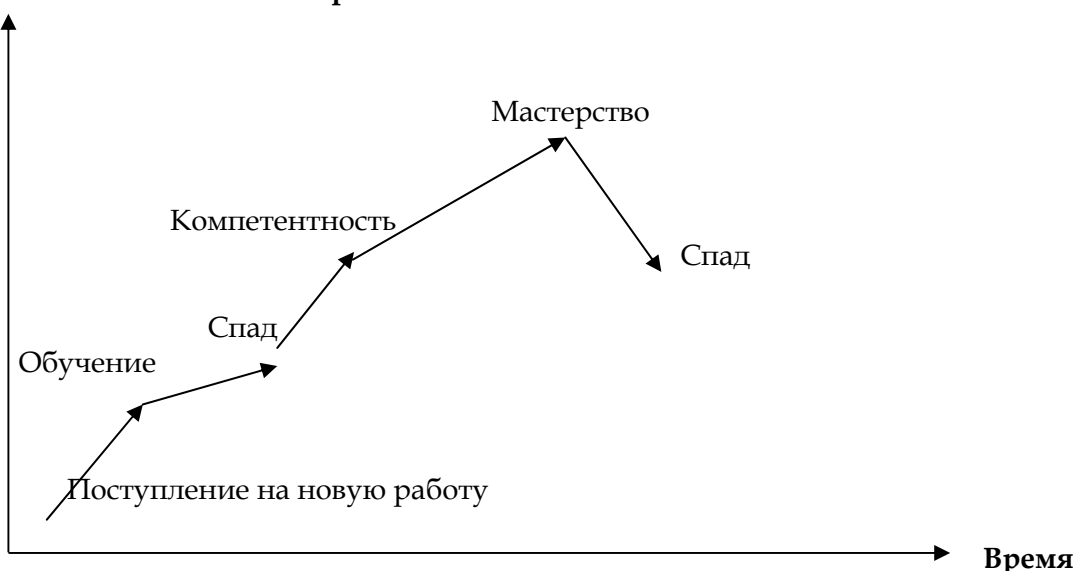 Мастерство
Компетентность
Спад
Спад
Обучение
Поступление на новую работу
Время